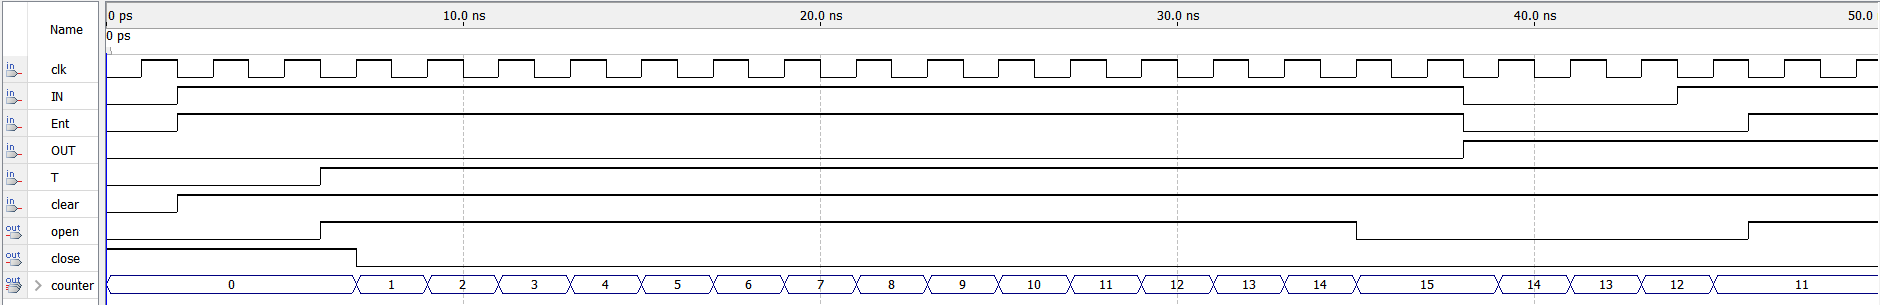 Name
0 ps 10.0 ns 20.0 ns 30.0 ns 40.0 ns 50.0
0 ps
in clk
in IN
in Ent
in OUT
in T
in clear
out open
out close
out > counter 0 1 2 3 4 5 6 7 8 9 10 11 12 13 14 15 14 13 12 11